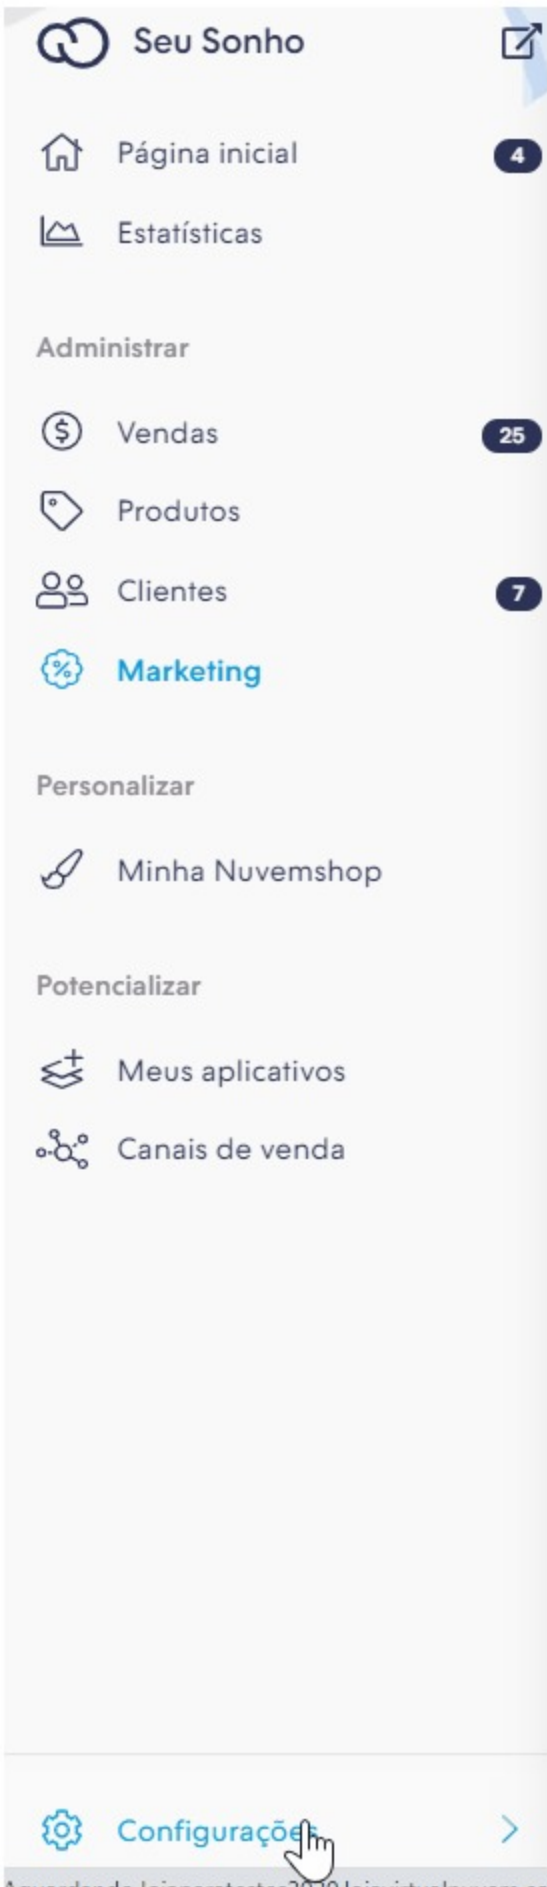 Seu Sonho
Página inicial 4
Estatísticas
Administrar
Vendas 25
Produtos
Clientes 7
Marketing
Personalizar
Minha Nuvemshop
Potencializar
Meus aplicativos
Canais de venda
Configurações